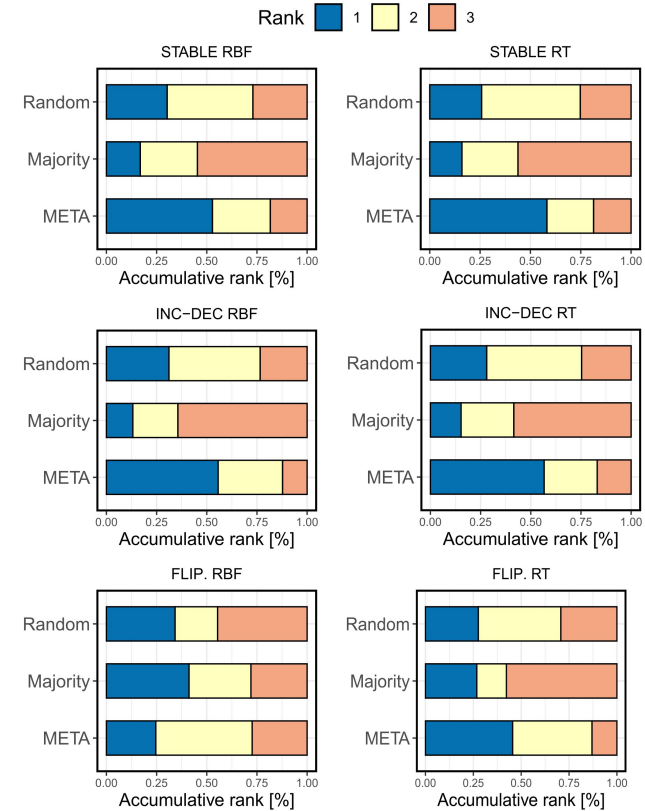 Rank 1 2 3
STABLE RBF
Random
Majority
META
0.00 0.25 0.50 0.75 1.00
Accumulative rank [%]
STABLE RT
Random
Majority
META
0.00 0.25 0.50 0.75 1.00
Accumulative rank [%]
INC−DEC RBF
Random
Majority
META
0.00 0.25 0.50 0.75 1.00
Accumulative rank [%]
INC−DEC RT
Random
Majority
META
0.00 0.25 0.50 0.75 1.00
Accumulative rank [%]
FLIP. RBF
Random
Majority
META
0.00 0.25 0.50 0.75 1.00
Accumulative rank [%]
FLIP. RT
Random
Majority
META
0.00 0.25 0.50 0.75 1.00
Accumulative rank [%]